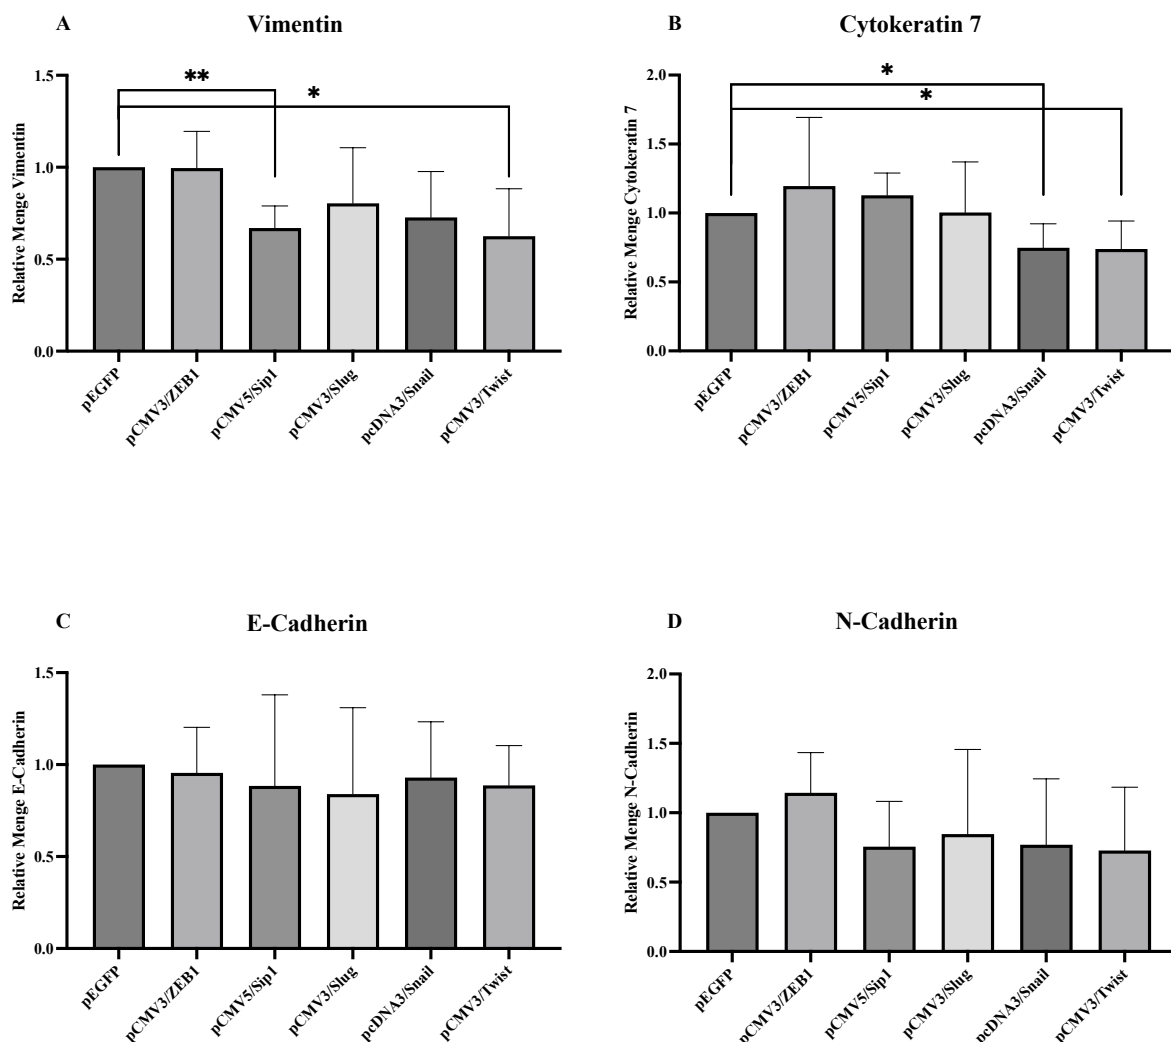 A
Vimentin
Relative Menge Vimentin
1.5
1.0
0.5
0.0
**
*
pEGFP
pCMV3/ZEB1
pCMV5/Sip1
pCMV3/Slug
pcDNA3/Snail
pCMV3/Twist
B
Cytokeratin 7
Relative Menge Cytokeratin 7
2.0
1.5
1.0
0.5
0.0
*
*
pEGFP
pCMV3/ZEB1
pCMV5/Sip1
pCMV3/Slug
pcDNA3/Snail
pCMV3/Twist
C
E-Cadherin
Relative Menge E-Cadherin
1.5
1.0
0.5
0.0
pEGFP
pCMV3/ZEB1
pCMV5/Sip1
pCMV3/Slug
pcDNA3/Snail
pCMV3/Twist
D
N-Cadherin
Relative Menge N-Cadherin
2.0
1.5
1.0
0.5
0.0
pEGFP
pCMV3/ZEB1
pCMV5/Sip1
pCMV3/Slug
pcDNA3/Snail
pCMV3/Twist